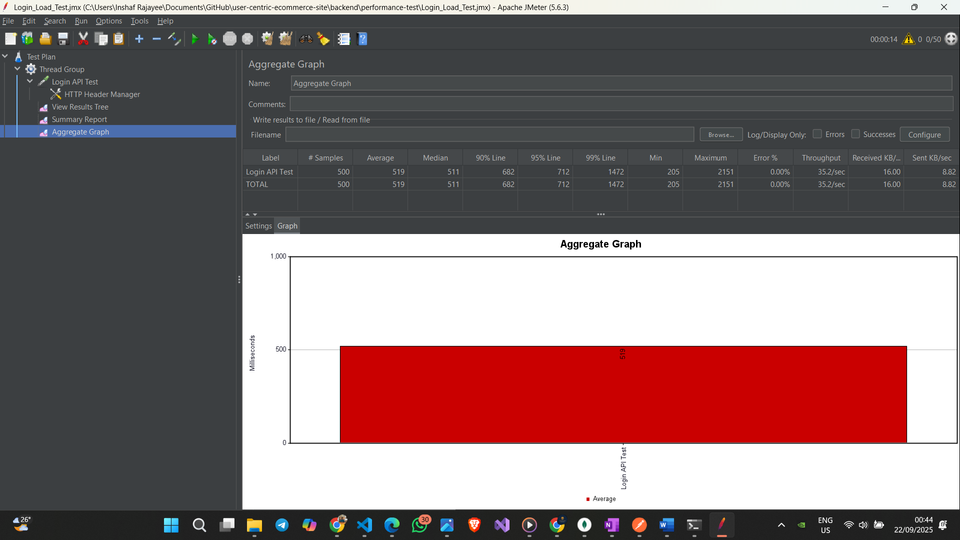 Login_Load_Test.jmx (C:\Users\Inshaf Rajayee\Documents\GitHub\user-centric-ecommerce-site\backend\performance-test\Login_Load_Test.jmx) - Apache JMeter (5.6.3)
File Edit Search Run Options Tools Help
00:00:14 0 0/50
Test Plan
Thread Group
Login API Test
HTTP Header Manager
View Results Tree
Summary Report
Aggregate Graph
Aggregate Graph
Name: Aggregate Graph
Comments:
Write results to file / Read from file
Filename Browse... Log/Display Only: Errors Successes Configure
Label # Samples Average Median 90% Line 95% Line 99% Line Min Maximum Error % Throughput Received KB/... Sent KB/sec
Login API Test 500 519 511 682 712 1472 205 2151 0.00% 35.2/sec 16.00 8.82
TOTAL 500 519 511 682 712 1472 205 2151 0.00% 35.2/sec 16.00 8.82
Settings Graph
Aggregate Graph
1,000
500
0
Milliseconds
519
Login API Test
Average
26°
30
ENG
US
00:44
22/09/2025